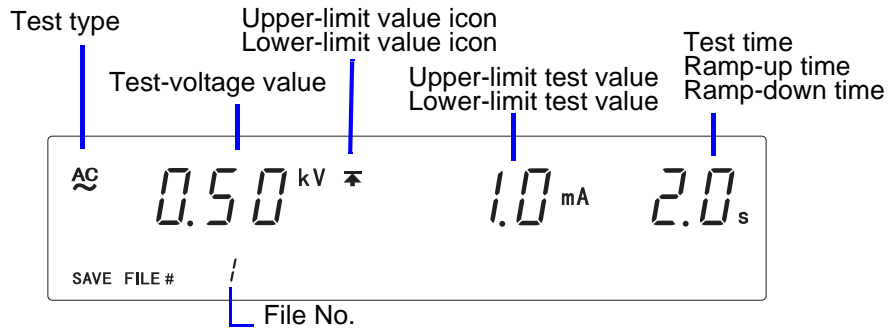 Test type
Upper-limit value icon
Lower-limit value icon
Test-voltage value
Upper-limit test value
Lower-limit test value
Test time
Ramp-up time
Ramp-down time
AC 0.50 kV 1.0 mA 2.0 s
SAVE FILE # 1
File No.